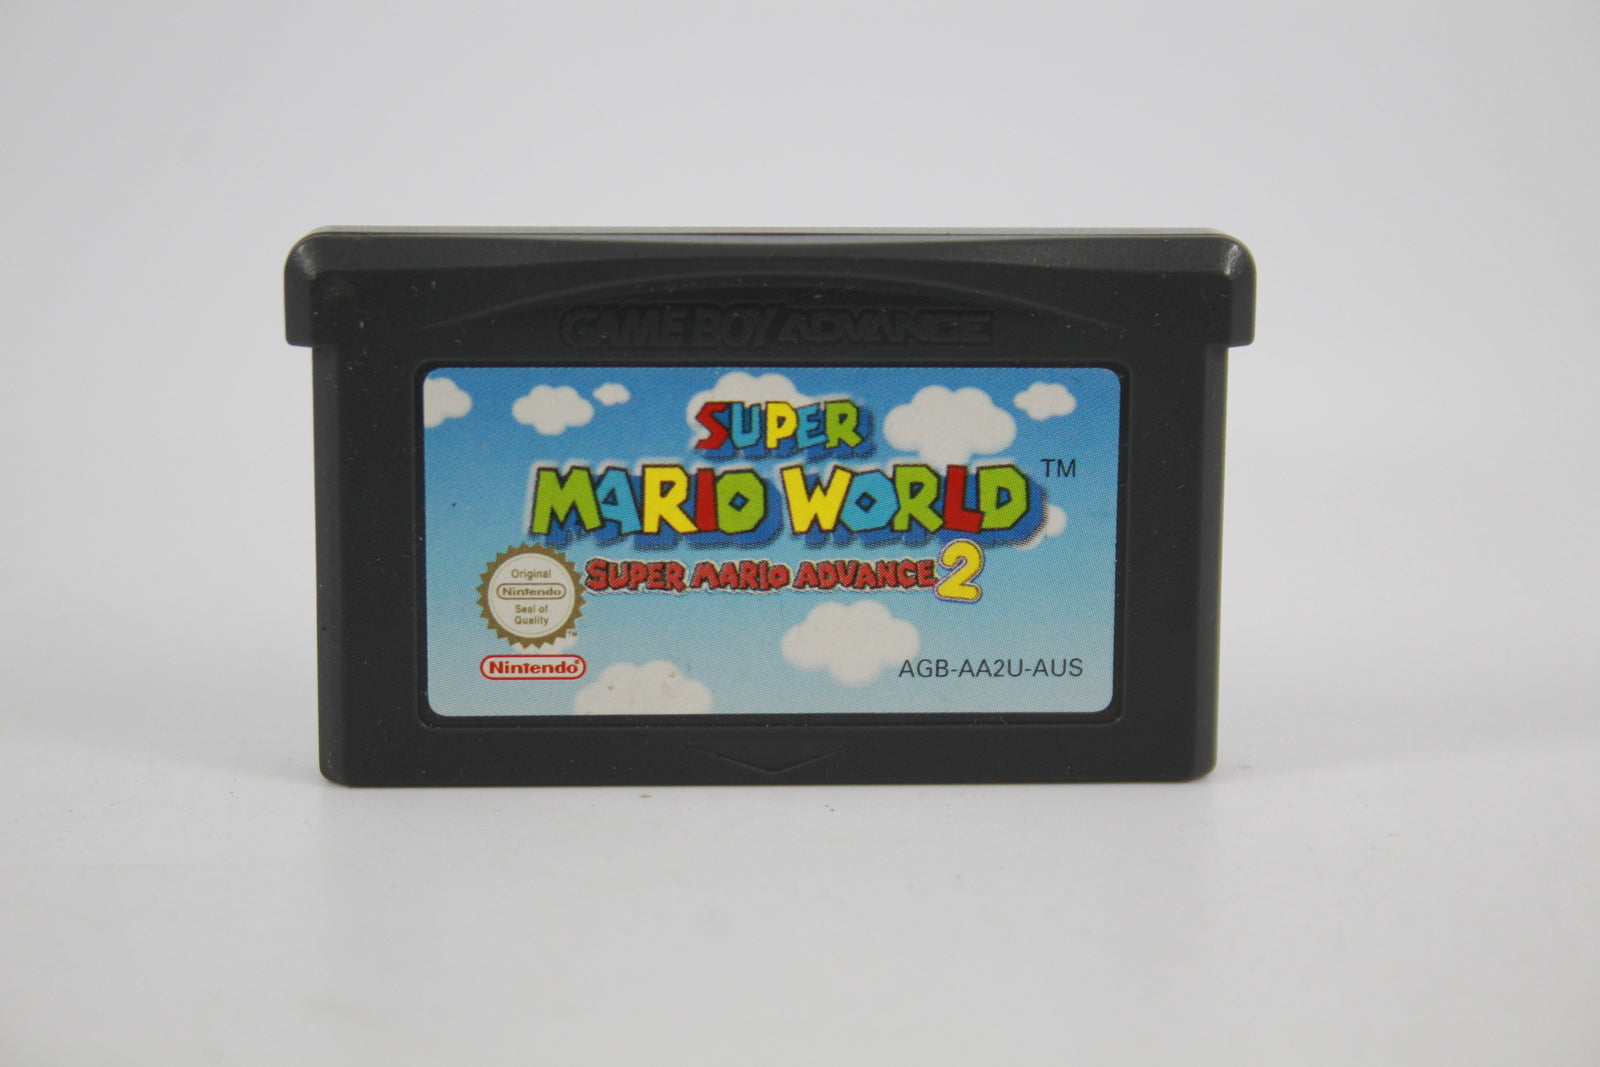 GAME BOY ADVANCE
SUPER
MARIO WORLD™
SUPER MARIO ADVANCE 2
Original
Nintendo
Seal of
Quality
TM
Nintendo®
AGB-AA2U-AUS